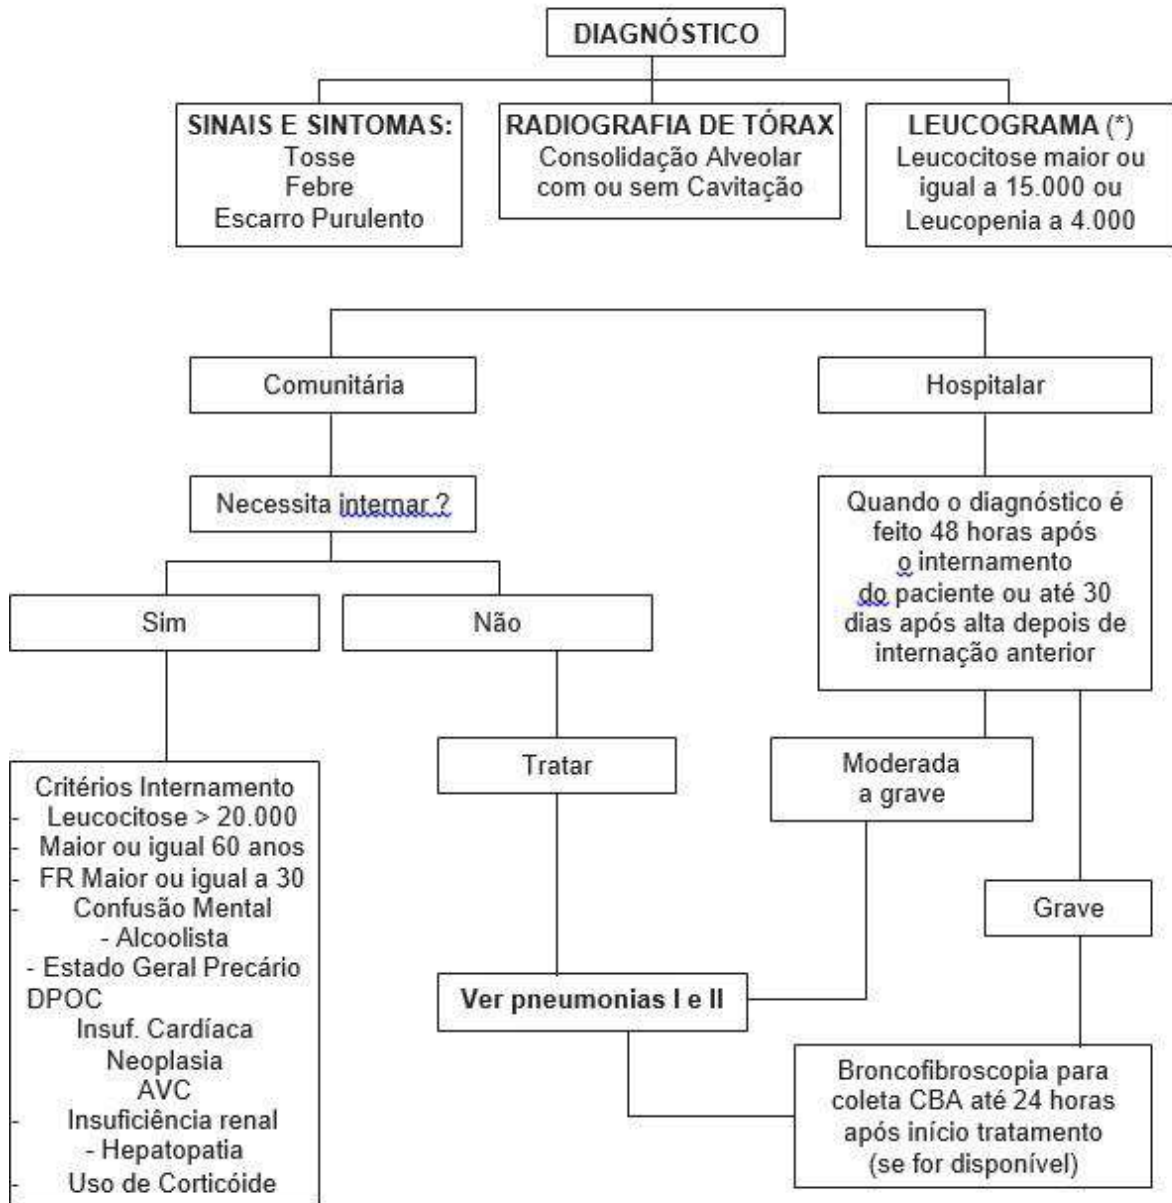 DIAGNÓSTICO
SINAIS E SINTOMAS:
Tosse
Febre
Escarro Purulento
RADIOGRAFIA DE TÓRAX
Consolidação Alveolar
com ou sem Cavitação
LEUCOGRAMA (*)
Leucocitose maior ou
igual a 15.000 ou
Leucopenia a 4.000
Comunitária
Hospitalar
Necessita internar ?
Quando o diagnóstico é
feito 48 horas após
o internamento
do paciente ou até 30
dias após alta depois de
internação anterior
Sim
Não
Tratar
Moderada
a grave
Critérios Internamento
- Leucocitose > 20.000
- Maior ou igual 60 anos
- FR Maior ou igual a 30
- Confusão Mental
- Alcoolista
- Estado Geral Precário
DPOC
Insuf. Cardíaca
Neoplasia
AVC
- Insuficiência renal
- Hepatopatia
- Uso de Corticóide
Grave
Ver pneumonias I e II
Broncofibroscopia para
coleta CBA até 24 horas
após início tratamento
(se for disponível)